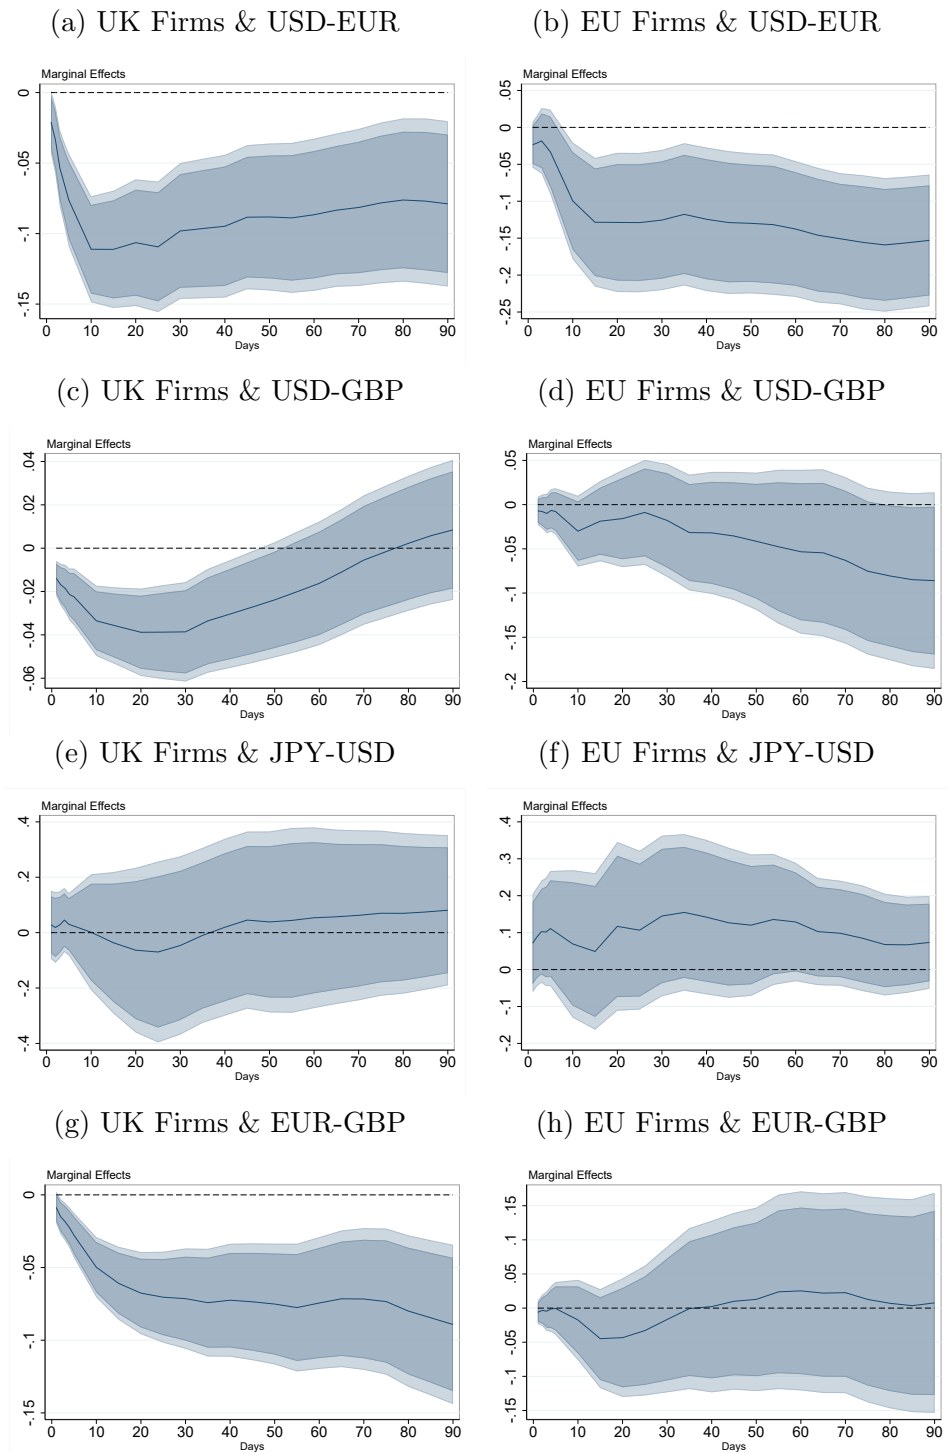 (a) UK Firms & USD-EUR
Marginal Effects
0
-.05
-.1
-.15
0 10 20 30 40 50 60 70 80 90
Days
(b) EU Firms & USD-EUR
Marginal Effects
.05
0
-.05
-.1
-.15
-.2
-.25
0 10 20 30 40 50 60 70 80 90
Days
(c) UK Firms & USD-GBP
Marginal Effects
.04
.02
0
-.02
-.04
-.06
0 10 20 30 40 50 60 70 80 90
Days
(d) EU Firms & USD-GBP
Marginal Effects
.05
0
-.05
-.1
-.15
-.2
0 10 20 30 40 50 60 70 80 90
Days
(e) UK Firms & JPY-USD
Marginal Effects
.4
.2
0
-.2
-.4
0 10 20 30 40 50 60 70 80 90
Days
(f) EU Firms & JPY-USD
Marginal Effects
.4
.3
.2
.1
0
-.1
-.2
0 10 20 30 40 50 60 70 80 90
Days
(g) UK Firms & EUR-GBP
Marginal Effects
0
-.05
-.1
-.15
0 10 20 30 40 50 60 70 80 90
Days
(h) EU Firms & EUR-GBP
Marginal Effects
.15
.1
.05
0
-.05
-.1
-.15
0 10 20 30 40 50 60 70 80 90
Days